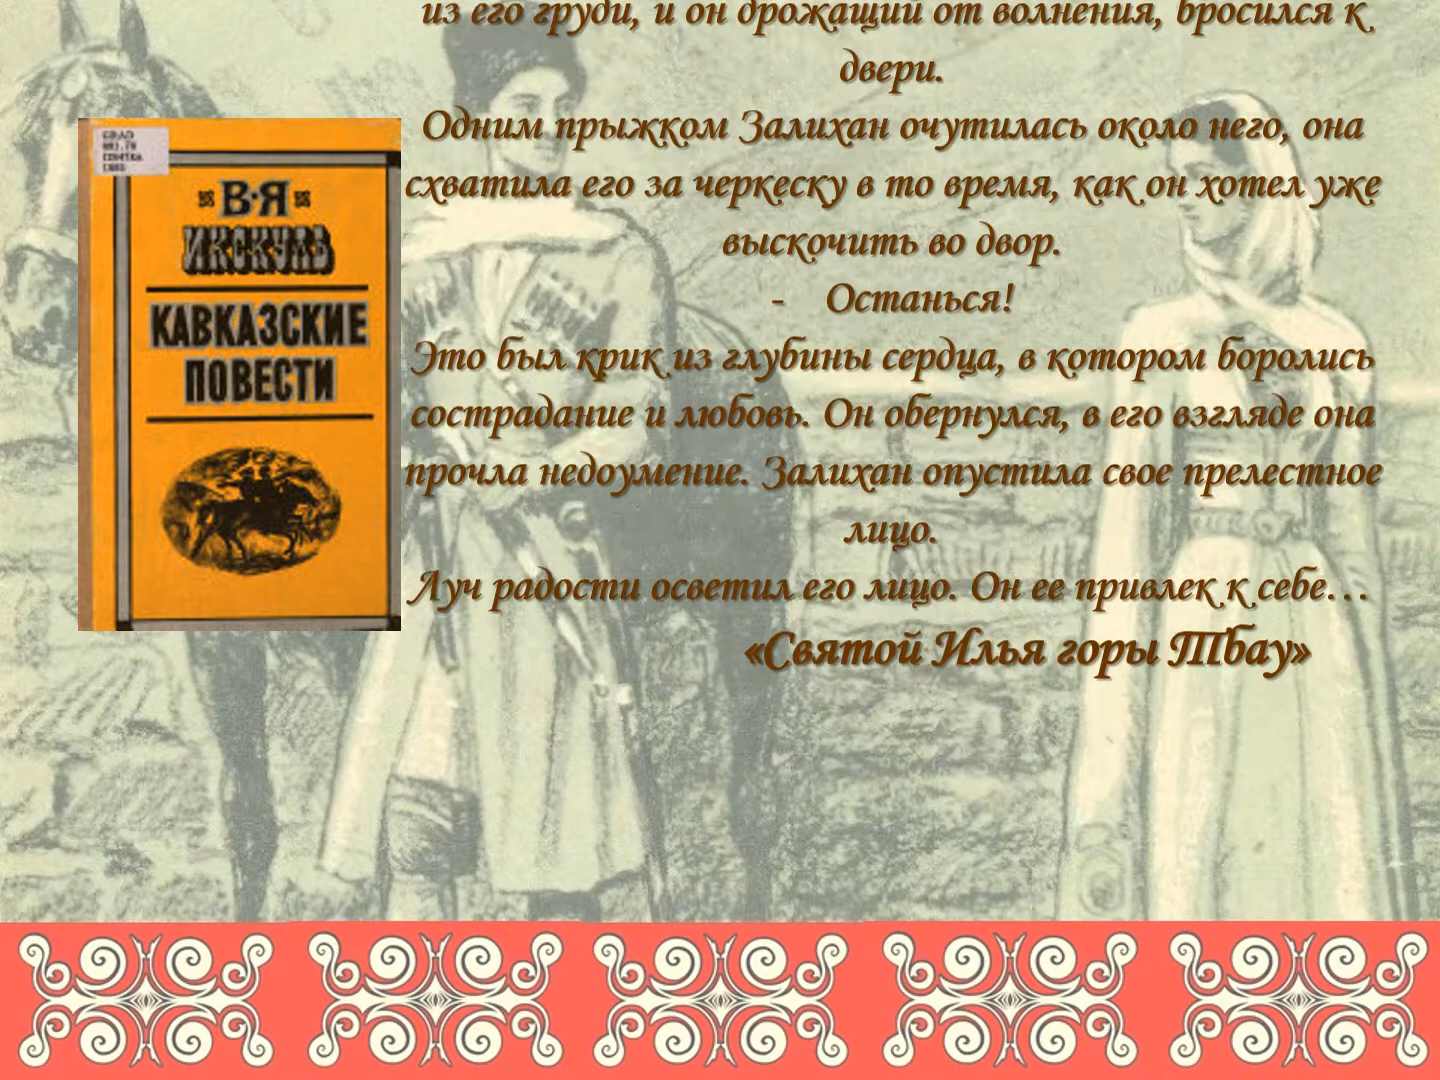 из его груди, и он дрожащий от волнения, бросился к
двери.
Одним прыжком Залихан очутилась около него, она
схватила его за черкеску в то время, как он хотел уже
выскочить во двор.
- Останься!
Это был крик из глубины сердца, в котором боролись
сострадание и любовь. Он обернулся, в его взгляде она
прочла недоумение. Залихан опустила свое прелестное
лицо.
Луч радости осветил его лицо. Он ее привлек к себе…
«Святой Илья горы Тбау»
В·Я
ИКСКУЛЬ
КАВКАЗСКИЕ
ПОВЕСТИ